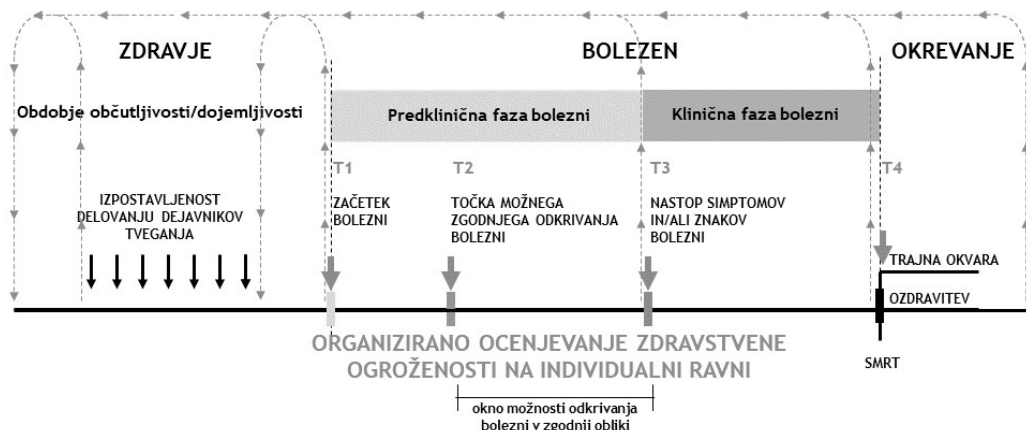 ZDRAVJE
BOLEZEN
OKREVANJE
Obdobje občutljivosti/dojemljivosti
Predklinična faza bolezni
Klinična faza bolezni
T1
T2
T3
T4
IZPOSTAVLJENOST
DELOVANJU DEJAVNIKOV
TVEGANJA
ZAČETEK
BOLEZNI
TOČKA MOŽNEGA
ZGODNJEGA ODKRIVANJA
BOLEZNI
NASTOP SIMPTOMOV
IN/ALI ZNAKOV
BOLEZNI
TRAJNA OKVARA
OZDRAVITEV
SMRT
ORGANIZIRANO OCENJEVANJE ZDRAVSTVENE
OGROŽENOSTI NA INDIVIDUALNI RAVNI
okno možnosti odkrivanja
bolezni v zgodnji obliki